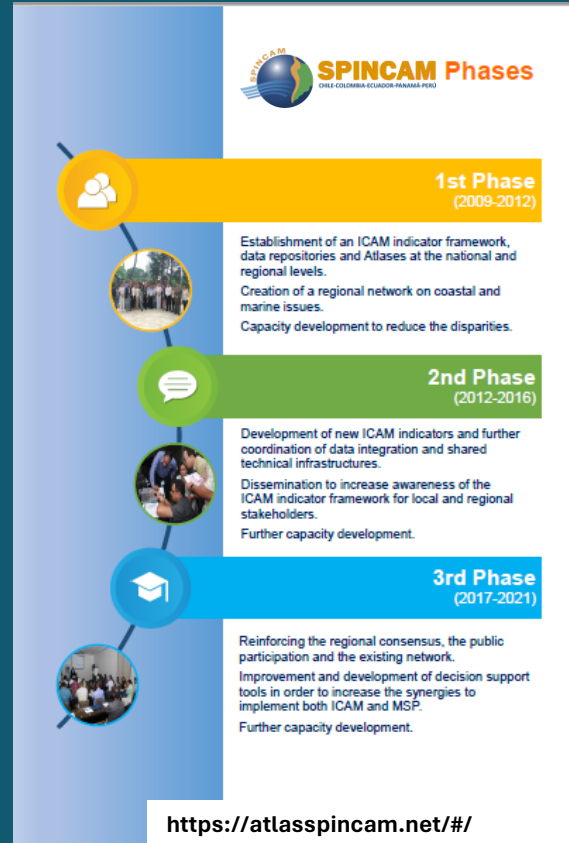 SPINCAM
SPINCAM Phases
CHILE-COLOMBIA-ECUADOR-PANAMÁ-PERÚ
1st Phase
(2009-2012)
Establishment of an ICAM indicator framework,
data repositories and Atlases at the national and
regional levels.
Creation of a regional network on coastal and
marine issues.
Capacity development to reduce the disparities.
2nd Phase
(2012-2016)
Development of new ICAM indicators and further
coordination of data integration and shared
technical infrastructures.
Dissemination to increase awareness of the
ICAM indicator framework for local and regional
stakeholders.
Further capacity development.
3rd Phase
(2017-2021)
Reinforcing the regional consensus, the public
participation and the existing network.
Improvement and development of decision support
tools in order to increase the synergies to
implement both ICAM and MSP.
Further capacity development.
https://atlasspincam.net/#/